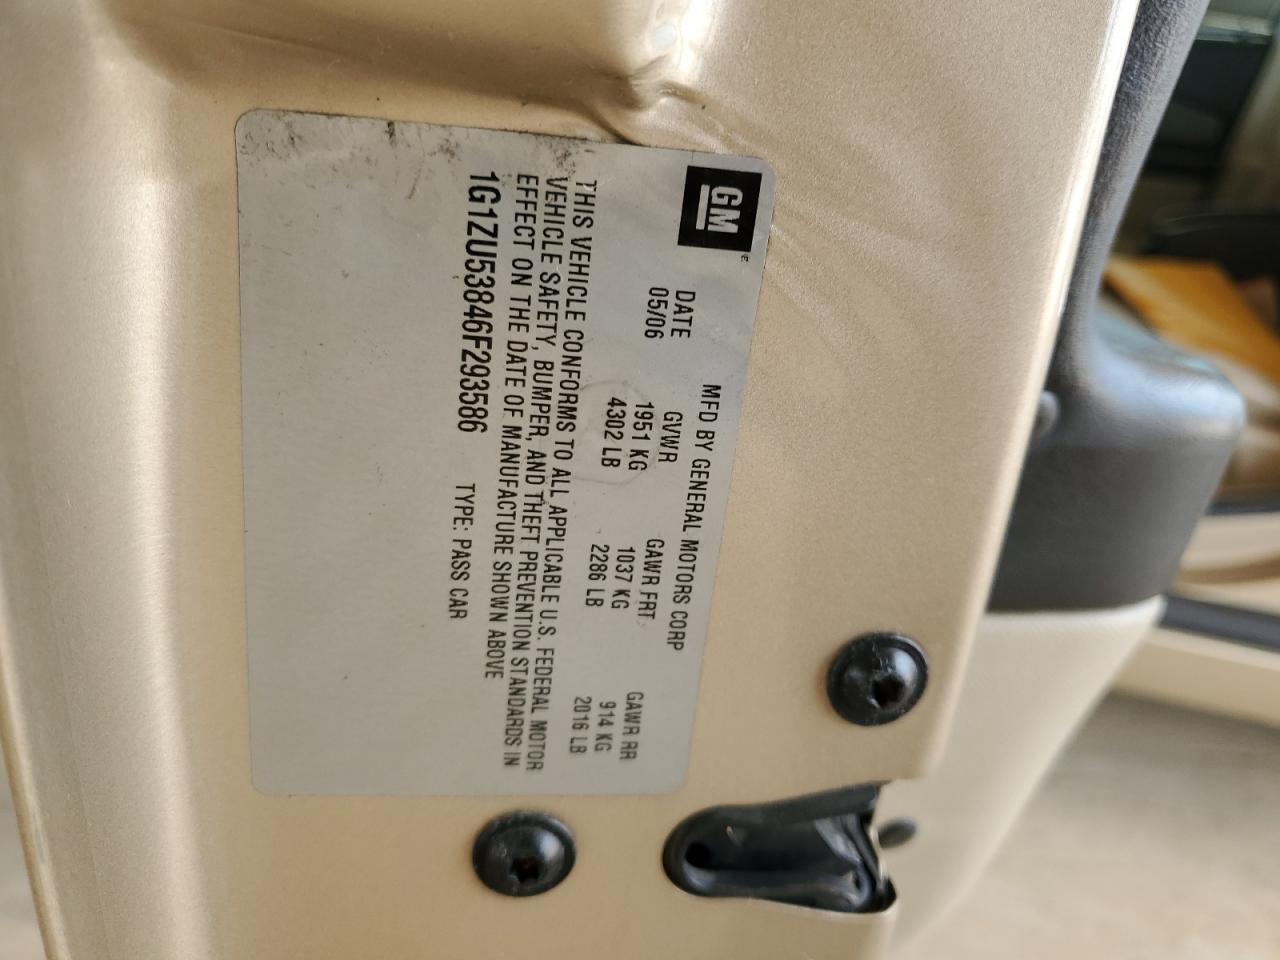 GM
MFD BY GENERAL MOTORS CORP
DATE GVWR GAWR FRT GAWR RR
05/06 1951 KG 1037 KG 914 KG
4302 LB 2286 LB 2016 LB
THIS VEHICLE CONFORMS TO ALL APPLICABLE U.S. FEDERAL MOTOR
VEHICLE SAFETY, BUMPER, AND THEFT PREVENTION STANDARDS IN
EFFECT ON THE DATE OF MANUFACTURE SHOWN ABOVE
1G1ZU53846F293586 TYPE: PASS CAR